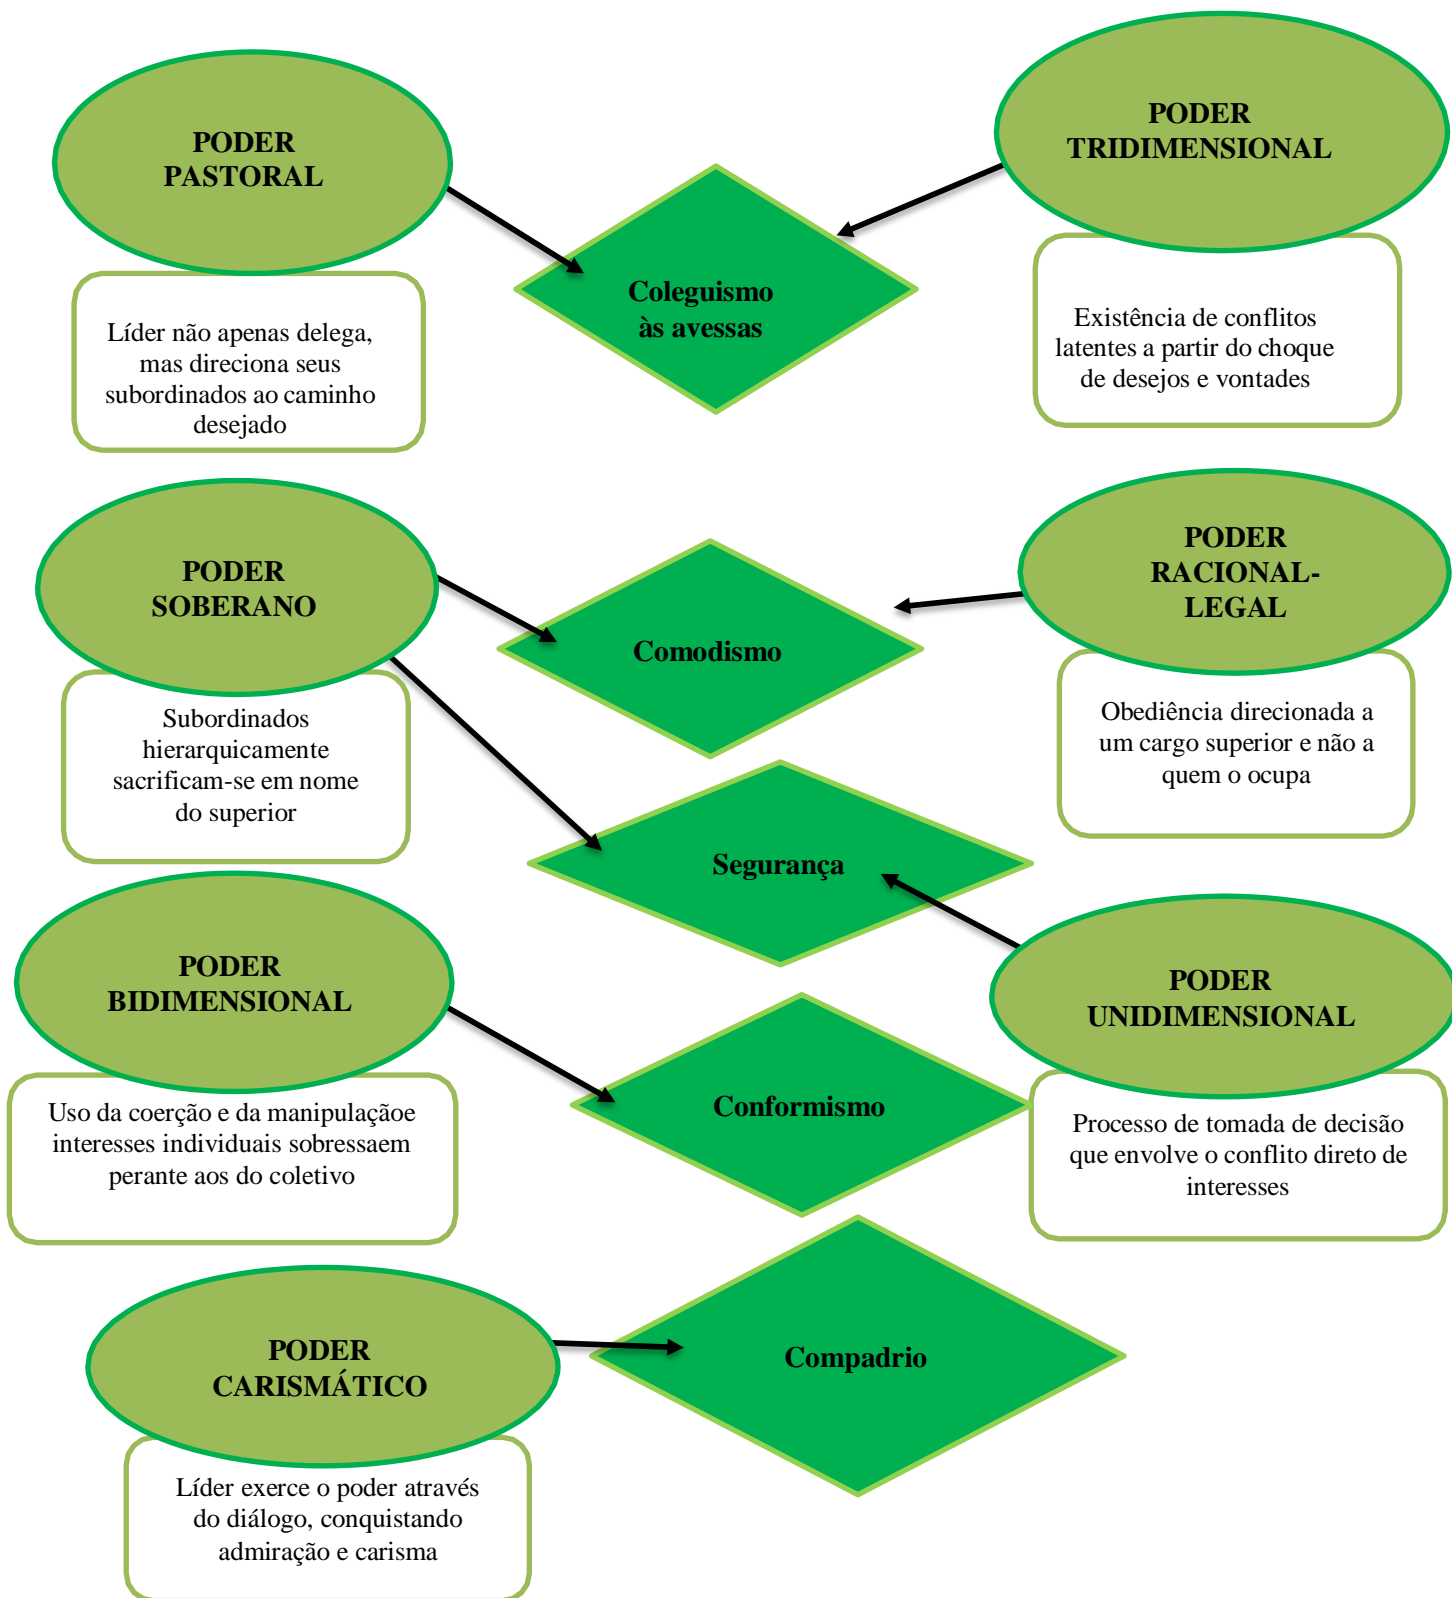 PODER
PASTORAL
Líder não apenas delega,
mas direciona seus
subordinados ao caminho
desejado
Coleguismo
às avessas
PODER
TRIDIMENSIONAL
Existência de conflitos
latentes a partir do choque
de desejos e vontades
PODER
SOBERANO
Subordinados
hierarquicamente
sacrificam-se em nome
do superior
Comodismo
PODER
RACIONAL-
LEGAL
Obediência direcionada a
um cargo superior e não a
quem o ocupa
Segurança
PODER
BIDIMENSIONAL
Uso da coerção e da manipulaçãoe
interesses individuais sobressaem
perante aos do coletivo
Conformismo
PODER
UNIDIMENSIONAL
Processo de tomada de decisão
que envolve o conflito direto de
interesses
PODER
CARISMÁTICO
Líder exerce o poder através
do diálogo, conquistando
admiração e carisma
Compadrio